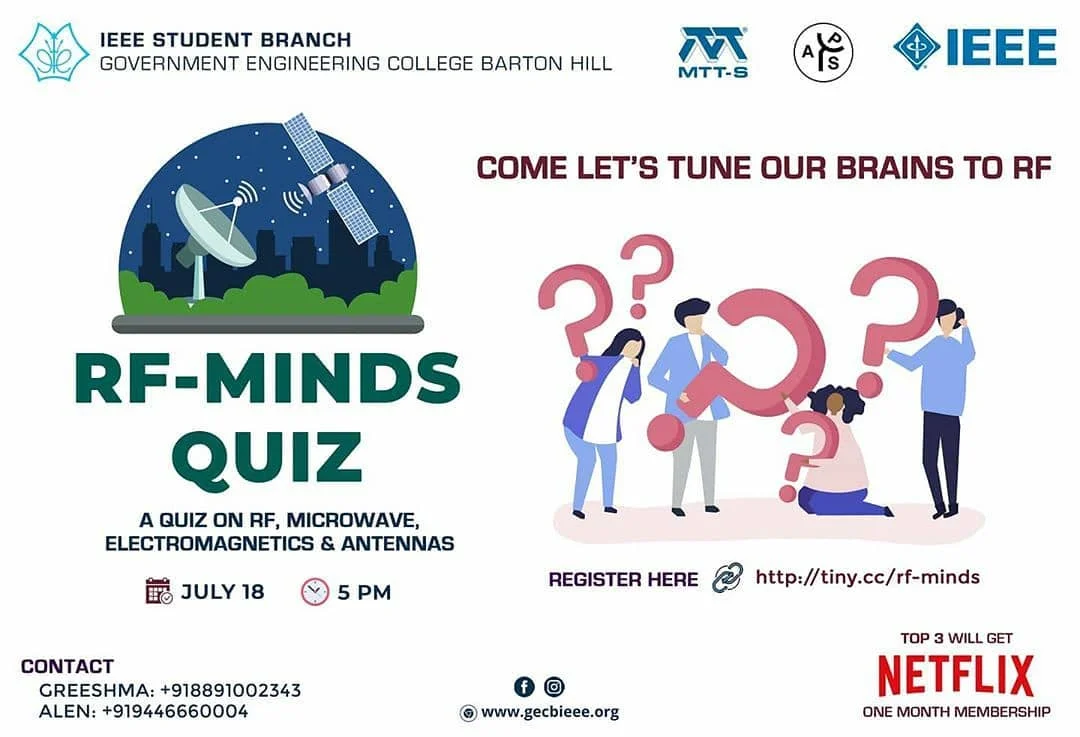 IEEE STUDENT BRANCH
GOVERNMENT ENGINEERING COLLEGE BARTON HILL
MTT-S
APS
IEEE
COME LET'S TUNE OUR BRAINS TO RF
RF-MINDS
QUIZ
A QUIZ ON RF, MICROWAVE,
ELECTROMAGNETICS & ANTENNAS
JULY 18
5 PM
REGISTER HERE http://tiny.cc/rf-minds
CONTACT
GREESHMA: +918891002343
ALEN: +919446660004
www.gecbieee.org
TOP 3 WILL GET
NETFLIX
ONE MONTH MEMBERSHIP